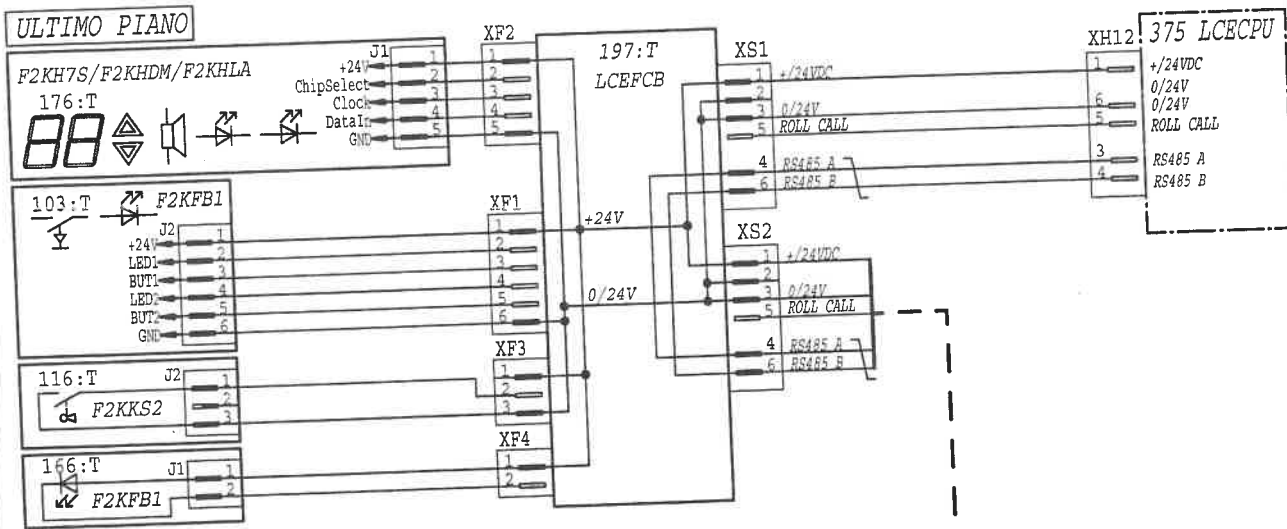 ULTIMO PIANO
F2KH7S/F2KHDM/F2KHLA
176:T
88
J1
+24V 1
ChipSelect 2
Clock 3
DataIn 4
GND 5
XF2
1
2
3
4
5
197:T
LCEFCB
XS1
1 +/24VDC
2
3 0/24V
5 ROLL CALL
4 RS485 A
6 RS485 B
XH12
375 LCECPU
1 +/24VDC
0/24V
6 0/24V
5 ROLL CALL
3 RS485 A
4 RS485 B
103:T
F2KFB1
J2
+24V 1
LED1 2
BUT1 3
LED2 4
BUT2 5
GND 6
XF1
1
2
3
4
5
6
+24V
0/24V
XS2
1 +/24VDC
2
3 0/24V
5 ROLL CALL
4 RS485 A
6 RS485 B
116:T
F2KKS2
J2
1
2
3
XF3
1
2
3
166:T
F2KFB1
J1
1
2
XF4
1
2